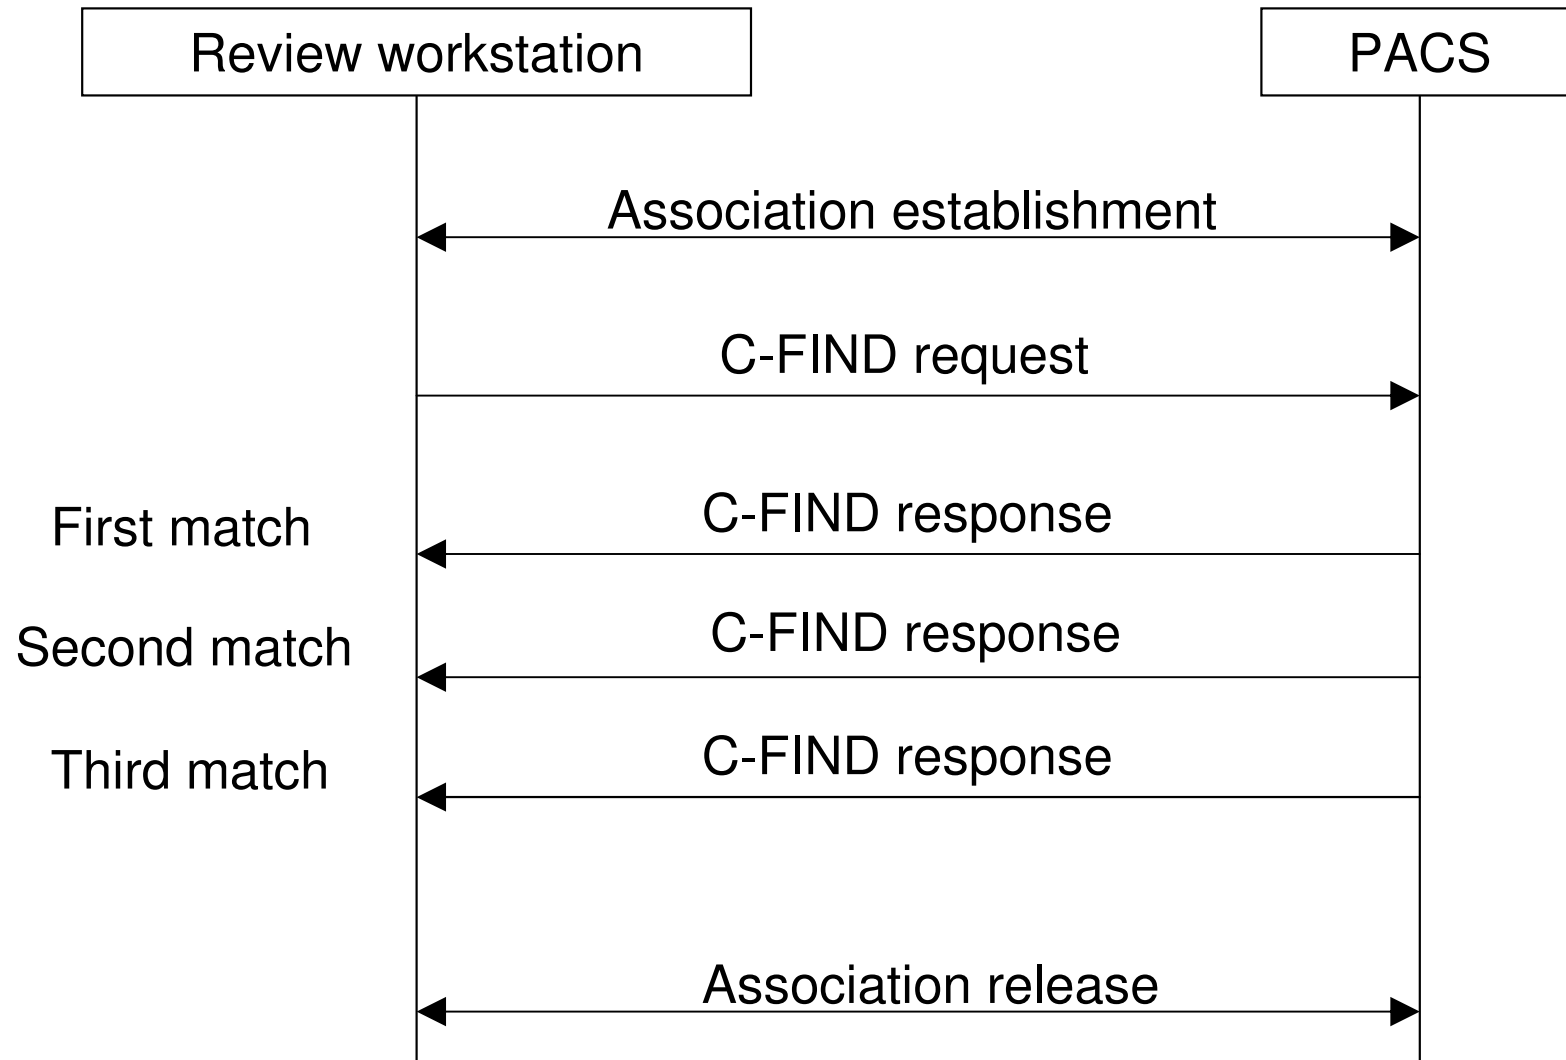 Review workstation
PACS
Association establishment
C-FIND request
C-FIND response
First match
C-FIND response
Second match
C-FIND response
Third match
Association release